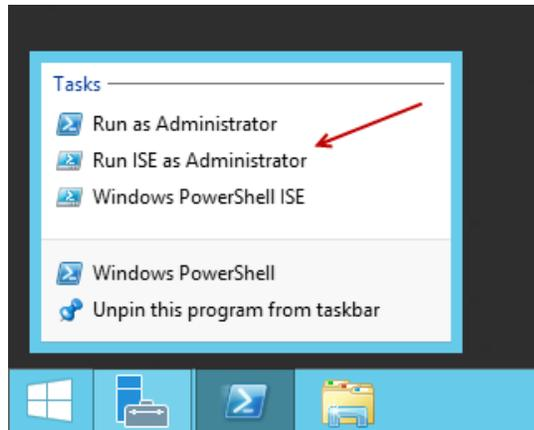 Tasks
Run as Administrator
Run ISE as Administrator
Windows PowerShell ISE
Windows PowerShell
Unpin this program from taskbar